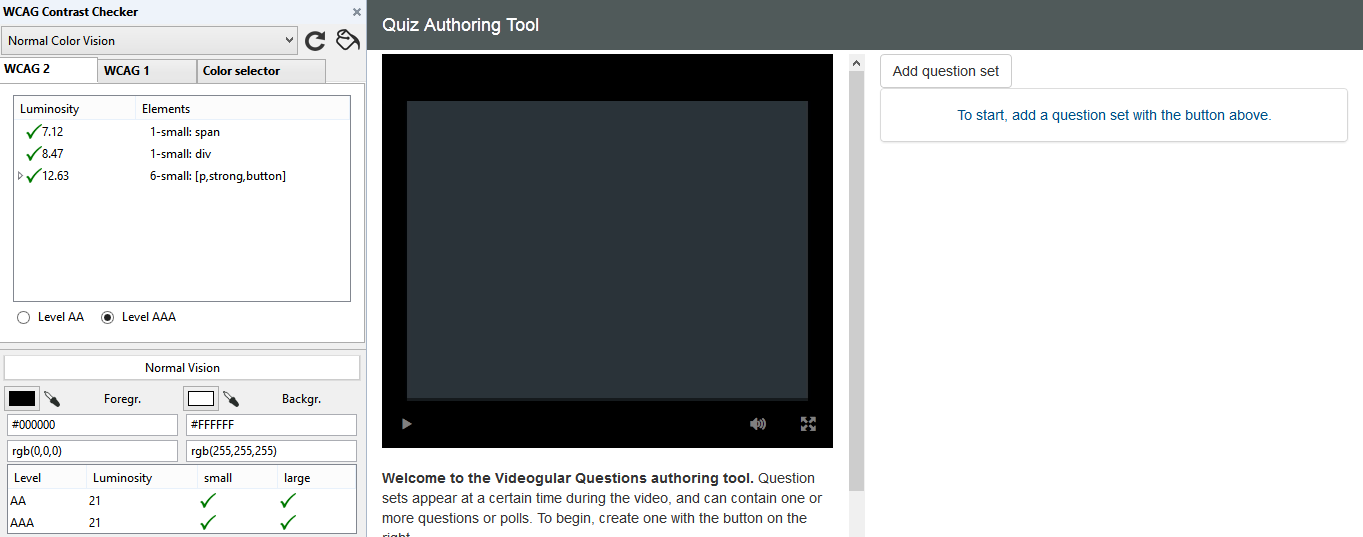 WCAG Contrast Checker
Normal Color Vision
WCAG 2 WCAG 1 Color selector
Luminosity Elements
7.12 1-small: span
8.47 1-small: div
12.63 6-small: [p,strong,button]
Level AA Level AAA
Normal Vision
Foregr. Backgr.
#000000 #FFFFFF
rgb(0,0,0) rgb(255,255,255)
Level Luminosity small large
AA 21
AAA 21
Quiz Authoring Tool
Welcome to the Videogular Questions authoring tool. Question
sets appear at a certain time during the video, and can contain one or
more questions or polls. To begin, create one with the button on the
right
Add question set
To start, add a question set with the button above.